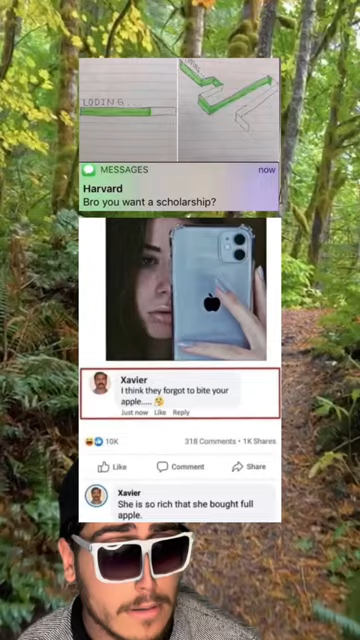 LODING...
MESSAGES now
Harvard
Bro you want a scholarship?
Xavier
I think they forgot to bite your
apple..... 🤔
Just now Like Reply
10K 318 Comments • 1K Shares
Like Comment Share
Xavier
She is so rich that she bought full
apple.